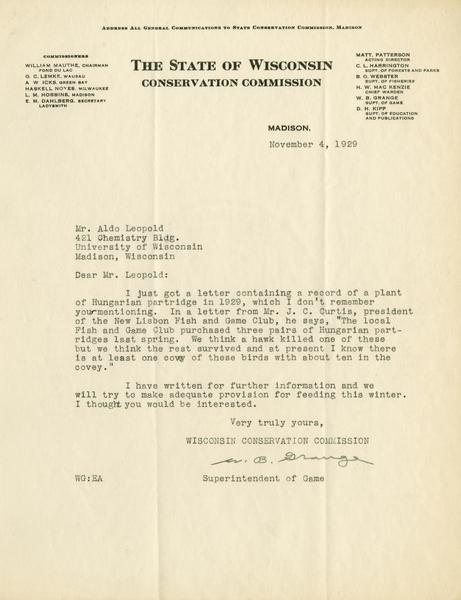 Address All General Communications to State Conservation Commission, Madison
COMMISSIONERS
WILLIAM MAUTHE, CHAIRMAN
FOND DU LAC
O. C. LEMKE, WAUSAU
A. W. ICKS, GREEN BAY
HASKELL NOYES, MILWAUKEE
L. M. HOBBINS, MADISON
E. M. DAHLBERG, SECRETARY
LADYSMITH
THE STATE OF WISCONSIN
CONSERVATION COMMISSION
MATT. PATTERSON
ACTING DIRECTOR
C. L. HARRINGTON
SUPT. OF FORESTS AND PARKS
B. O. WEBSTER
SUPT. OF FISHERIES
H. W. MAC KENZIE
CHIEF WARDEN
W. B. GRANGE
SUPT. OF GAME
D. H. KIPP
SUPT. OF EDUCATION
AND PUBLICATIONS
MADISON,
November 4, 1929
Mr. Aldo Leopold
421 Chemistry Bldg.
University of Wisconsin
Madison, Wisconsin
Dear Mr. Leopold:
I just got a letter containing a record of a plant
of Hungarian partridge in 1929, which I don't remember
your mentioning. In a letter from Mr. J. C. Curtis, president
of the New Lisbon Fish and Game Club, he says, "The local
Fish and Game Club purchased three pairs of Hungarian part-
ridges last spring. We think a hawk killed one of these
but we think the rest survived and at present I know there
is at least one covey of these birds with about ten in the
covey."
I have written for further information and we
will try to make adequate provision for feeding this winter.
I thought you would be interested.
Very truly yours,
WISCONSIN CONSERVATION COMMISSION
W. B. Grange
WG:EA
Superintendent of Game